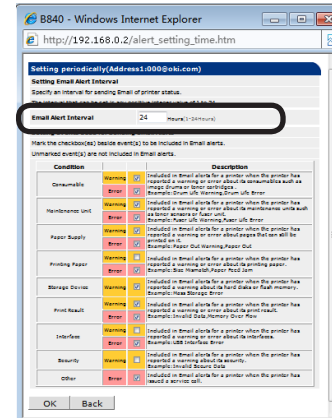 B840 - Windows Internet Explorer
http://192.168.0.2/alert_setting_time.htm
Setting periodically(Address1:000@oki.com)
Setting Email Alert Interval
Specify an interval for sending Email of printer status.
Email Alert Interval 24 Hours(1-24Hours)
Mark the checkbox(es) beside event(s) to be included in Email alerts.
Unmarked event(s) are not included in Email alerts.
Condition Description
Consumable Warning Error
Included in Email alerts for a printer when the printer has
reported a warning or error about its consumables such as
image drums or toner cartridges.
Example: Drum Life Warning,Drum Life Error
Maintenance Unit Warning Error
Included in Email alerts for a printer when the printer has
reported a warning or error about its maintenance units such
as toner sensors or fuser unit.
Example: Fuser Life Warning,Fuser Life Error
Paper Supply Warning Error
Included in Email alerts for a printer when the printer has
reported a warning or error about pages that can still be
printed on it.
Example: Paper Out Warning,Paper Out
Printing Paper Warning Error
Included in Email alerts for a printer when the printer has
reported a warning or error about its printing paper.
Example: Size Mismatch,Paper Feed Jam
Storage Device Warning Error
Included in Email alerts for a printer when the printer has
reported a warning about its hard disks or flash memory.
Example: Mass Storage Error
Print Result Warning Error
Included in Email alerts for a printer when the printer has
reported a warning or error about its print result.
Example: Invalid Data,Memory Over Flow
Interface Warning Error
Included in Email alerts for a printer when the printer has
reported a warning or error about its interfaces.
Example: USB Interface Error
Security Warning
Included in Email alerts for a printer when the printer has
reported a warning about its security.
Example: Invalid Secure Data
Other Error
Included in Email alerts for a printer when the printer has
issued a service call.
OK Back